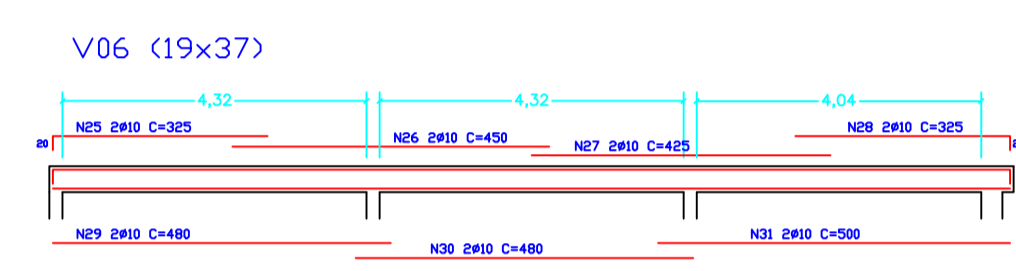 V06 (19x37)
4,32 4,32 4,04
N25 2ø10 C=325
N28 2ø10 C=325
20
N26 2ø10 C=450
N27 2ø10 C=425
N29 2ø10 C=480
N31 2ø10 C=500
N30 2ø10 C=480